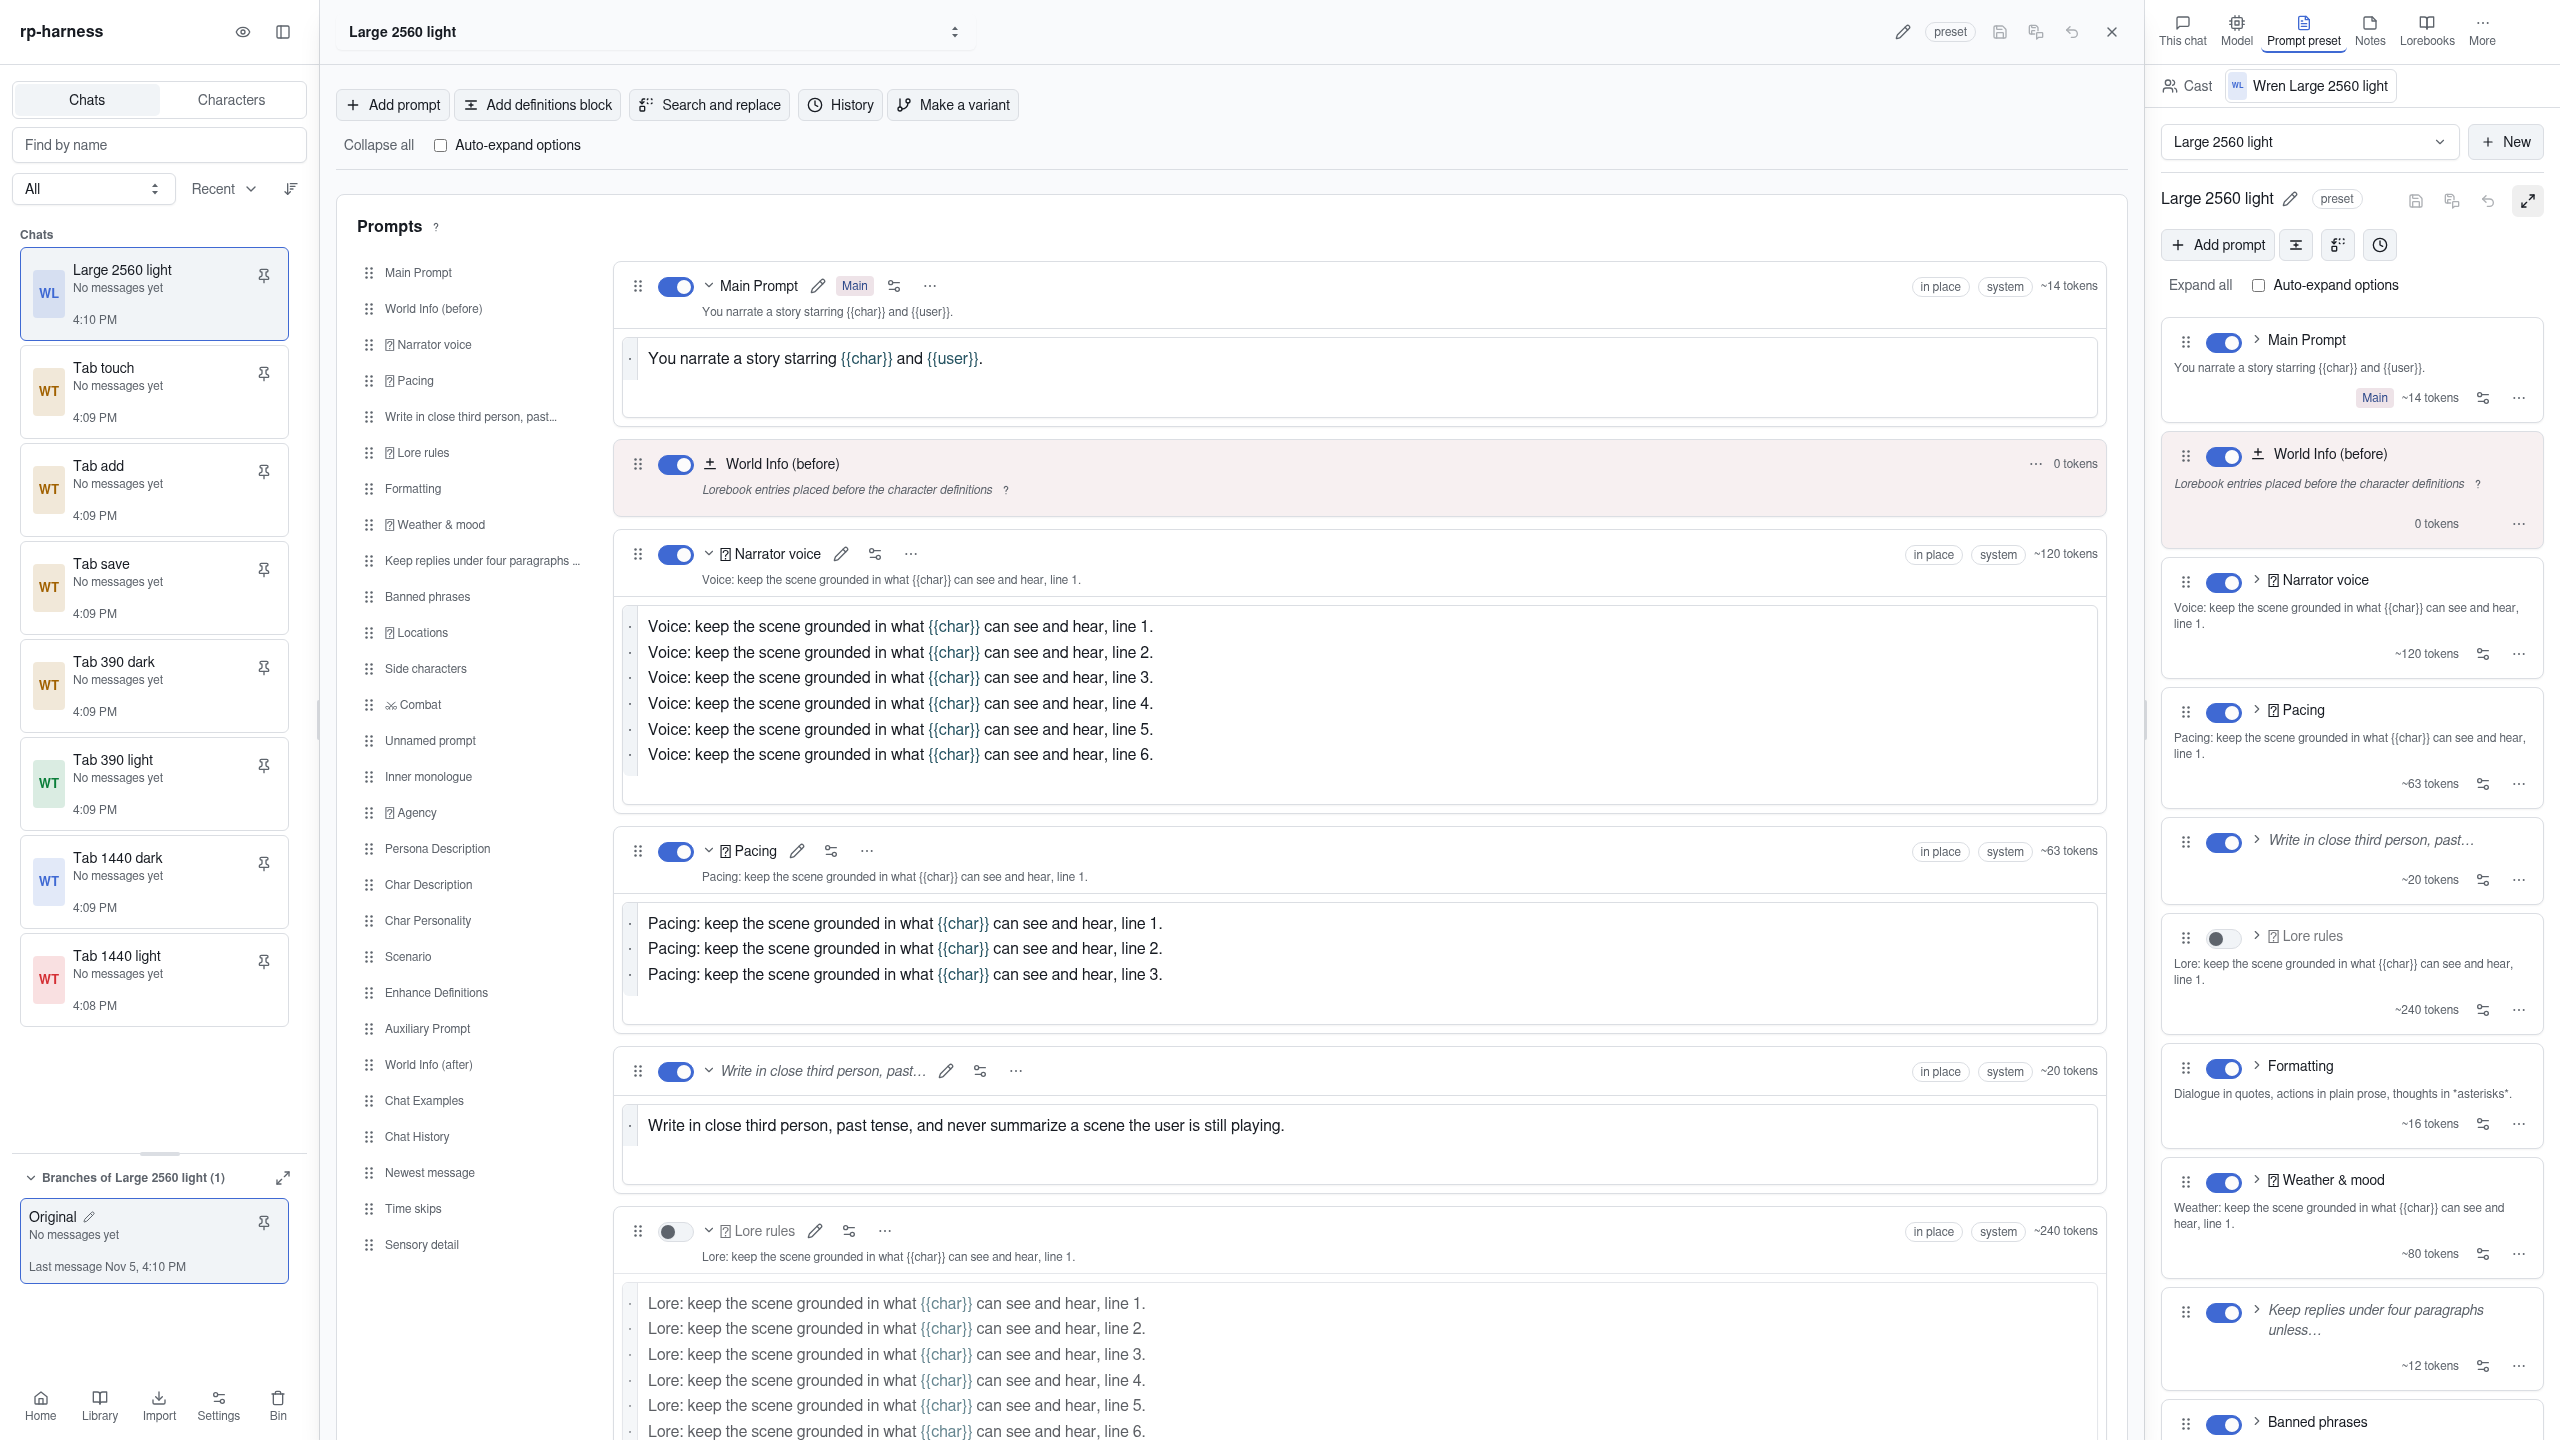 rp-harness
Chats
Characters
Find by name
All
Recent
Chats
WL
Large 2560 light
No messages yet
4:10 PM
WT
Tab touch
No messages yet
4:09 PM
WT
Tab add
No messages yet
4:09 PM
WT
Tab save
No messages yet
4:09 PM
WT
Tab 390 dark
No messages yet
4:09 PM
WT
Tab 390 light
No messages yet
4:09 PM
WT
Tab 1440 dark
No messages yet
4:09 PM
WT
Tab 1440 light
No messages yet
4:08 PM
Branches of Large 2560 light (1)
Original
No messages yet
Last message Nov 5, 4:10 PM
Home
Library
Import
Settings
Bin
Large 2560 light
preset
Add prompt
Add definitions block
Search and replace
History
Make a variant
Collapse all
Auto-expand options
Prompts ?
Main Prompt
World Info (before)
Narrator voice
Pacing
Write in close third person, past…
Lore rules
Formatting
Weather & mood
Keep replies under four paragraphs …
Banned phrases
Locations
Side characters
⚔ Combat
Unnamed prompt
Inner monologue
Agency
Persona Description
Char Description
Char Personality
Scenario
Enhance Definitions
Auxiliary Prompt
World Info (after)
Chat Examples
Chat History
Newest message
Time skips
Sensory detail
Main Prompt Main in place system ~14 tokens
You narrate a story starring {{char}} and {{user}}.
You narrate a story starring {{char}} and {{user}}.
World Info (before) 0 tokens
Lorebook entries placed before the character definitions ?
Narrator voice in place system ~120 tokens
Voice: keep the scene grounded in what {{char}} can see and hear, line 1.
Voice: keep the scene grounded in what {{char}} can see and hear, line 1.
Voice: keep the scene grounded in what {{char}} can see and hear, line 2.
Voice: keep the scene grounded in what {{char}} can see and hear, line 3.
Voice: keep the scene grounded in what {{char}} can see and hear, line 4.
Voice: keep the scene grounded in what {{char}} can see and hear, line 5.
Voice: keep the scene grounded in what {{char}} can see and hear, line 6.
Pacing in place system ~63 tokens
Pacing: keep the scene grounded in what {{char}} can see and hear, line 1.
Pacing: keep the scene grounded in what {{char}} can see and hear, line 1.
Pacing: keep the scene grounded in what {{char}} can see and hear, line 2.
Pacing: keep the scene grounded in what {{char}} can see and hear, line 3.
Write in close third person, past… in place system ~20 tokens
Write in close third person, past tense, and never summarize a scene the user is still playing.
Lore rules in place system ~240 tokens
Lore: keep the scene grounded in what {{char}} can see and hear, line 1.
Lore: keep the scene grounded in what {{char}} can see and hear, line 1.
Lore: keep the scene grounded in what {{char}} can see and hear, line 2.
Lore: keep the scene grounded in what {{char}} can see and hear, line 3.
Lore: keep the scene grounded in what {{char}} can see and hear, line 4.
Lore: keep the scene grounded in what {{char}} can see and hear, line 5.
Lore: keep the scene grounded in what {{char}} can see and hear, line 6.
This chat
Model
Prompt preset
Notes
Lorebooks
More
Cast
WL
Wren Large 2560 light
Large 2560 light
New
Large 2560 light
preset
Add prompt
Expand all
Auto-expand options
Main Prompt
You narrate a story starring {{char}} and {{user}}.
Main ~14 tokens
World Info (before)
Lorebook entries placed before the character definitions ?
0 tokens
Narrator voice
Voice: keep the scene grounded in what {{char}} can see and hear,
line 1.
~120 tokens
Pacing
Pacing: keep the scene grounded in what {{char}} can see and hear,
line 1.
~63 tokens
Write in close third person, past…
~20 tokens
Lore rules
Lore: keep the scene grounded in what {{char}} can see and hear,
line 1.
~240 tokens
Formatting
Dialogue in quotes, actions in plain prose, thoughts in *asterisks*.
~16 tokens
Weather & mood
Weather: keep the scene grounded in what {{char}} can see and
hear, line 1.
~80 tokens
Keep replies under four paragraphs
unless…
~12 tokens
Banned phrases